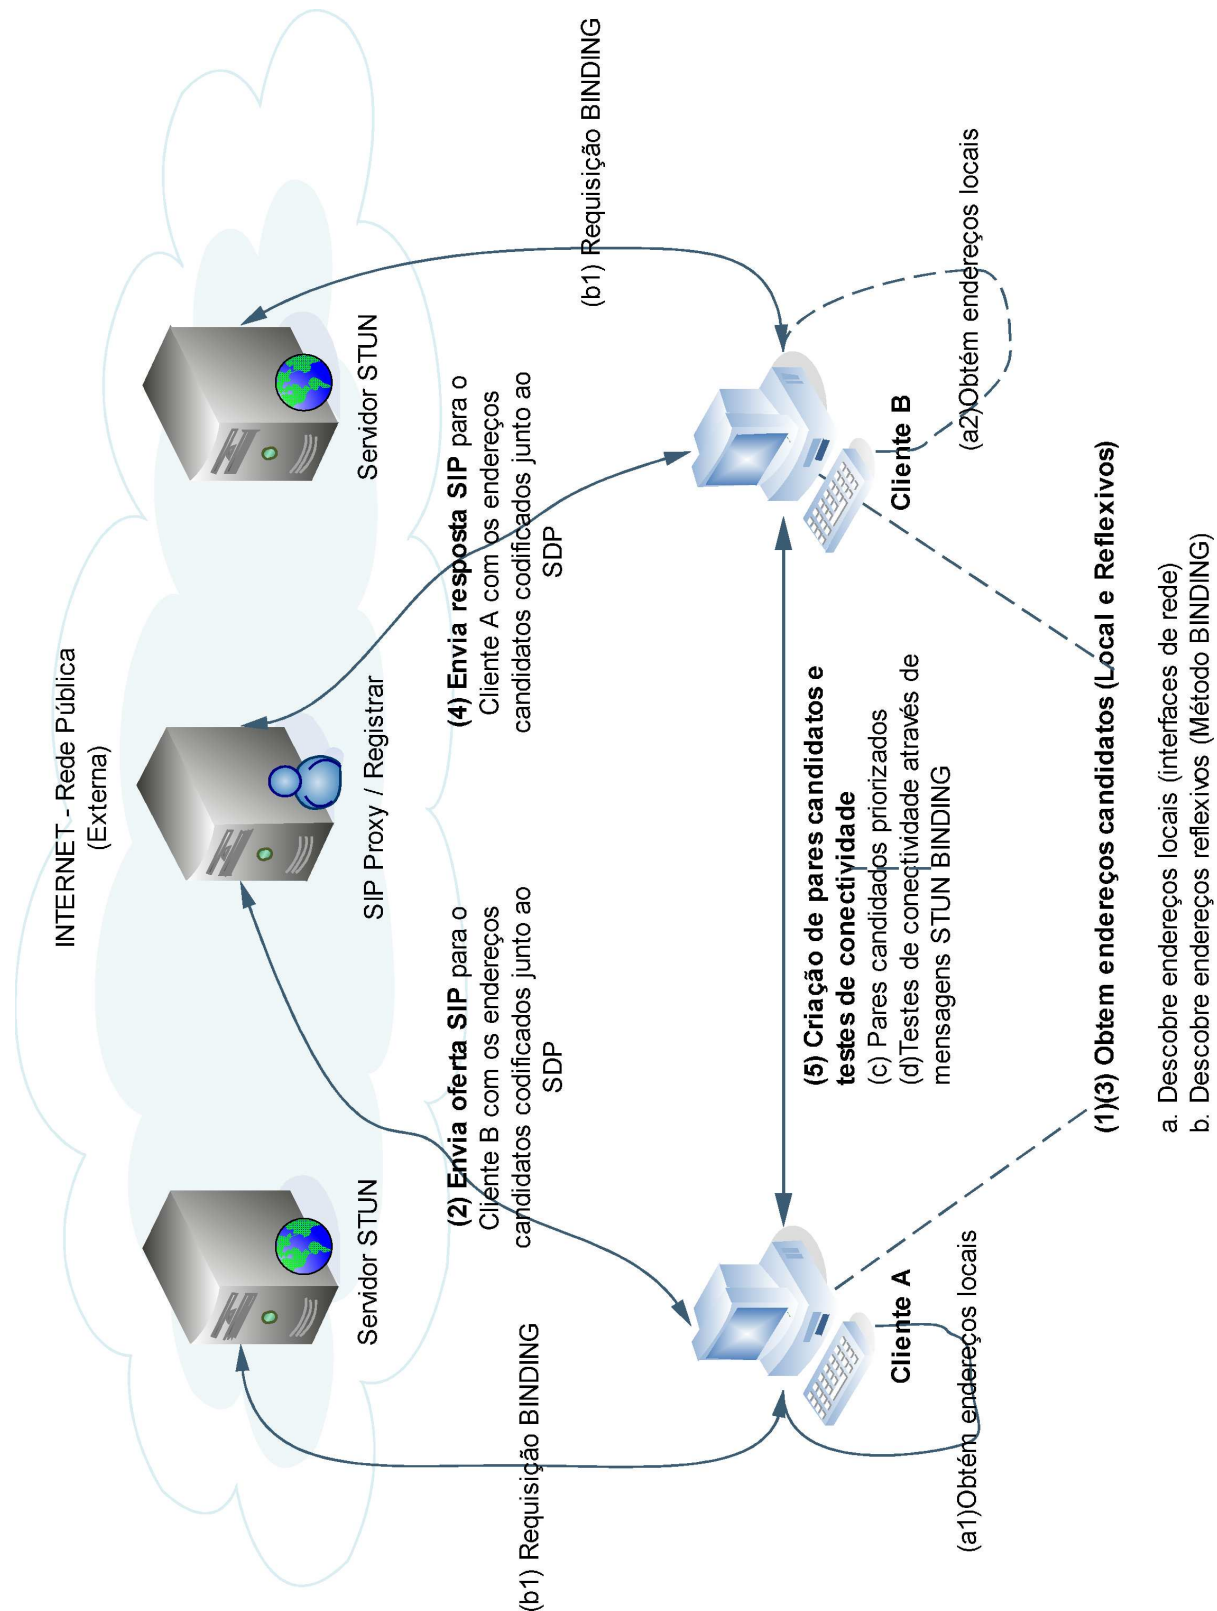 INTERNET - Rede Pública
(Externa)
Servidor STUN
SIP Proxy / Registrar
Servidor STUN
(b1) Requisição BINDING
(2) Envia oferta SIP para o
Cliente B com os endereços
candidatos codificados junto ao
SDP
(4) Envia resposta SIP para o
Cliente A com os endereços
candidatos codificados junto ao
SDP
(b1) Requisição BINDING
Cliente A
(a1)Obtém endereços locais
(5) Criação de pares candidatos e
testes de conectividade
(c) Pares candidados priorizados
(d)Testes de conectividade através de
mensagens STUN BINDING
Cliente B
(a2)Obtém endereços locais
(1)(3) Obtem endereços candidatos (Local e Reflexivos)
a. Descobre endereços locais (interfaces de rede)
b. Descobre endereços reflexivos (Método BINDING)